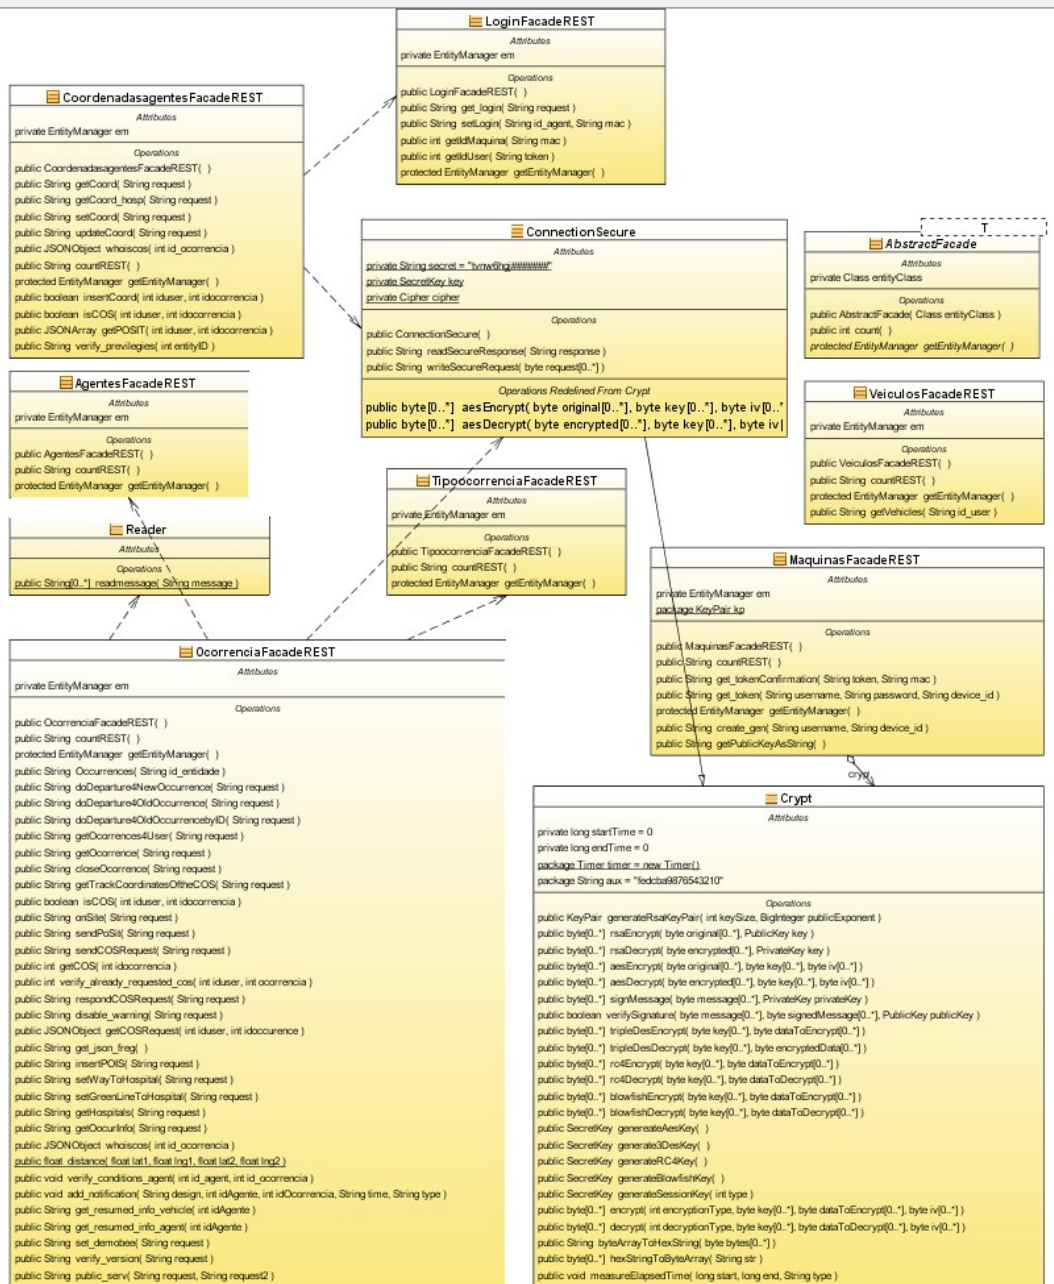 LoginFacadeREST
Attributes
private EntityManager em
Operations
public LoginFacadeREST( )
public String get_login( String request )
public String setLogin( String id_agent, String mac )
public int getIdMaquina( String mac )
public int getIdUser( String token )
protected EntityManager getEntityManager( )
CoordenadasagentesFacadeREST
Attributes
private EntityManager em
Operations
public CoordenadasagentesFacadeREST( )
public String getCoord( String request )
public String getCoord_hosp( String request )
public String setCoord( String request )
public String updateCoord( String request )
public JSONObject whoiscos( int id_ocorrencia )
public String countREST( )
protected EntityManager getEntityManager( )
public boolean insertCoord( int iduser, int idocorrencia )
public boolean isCOS( int iduser, int idocorrencia )
public JSONArray getPOSIT( int iduser, int idocorrencia )
public String verify_previlegies( int entityID )
ConnectionSecure
Attributes
private String secret =
private SecretKey key
private Cipher cipher
Operations
public ConnectionSecure( )
public String readSecureResponse( String response )
public String writeSecureRequest( byte request[0..*] )
Operations Redefined From Crypt
public byte[0..*] aesEncrypt( byte original[0..*], byte key[0..*], byte iv[0..*
public byte[0..*] aesDecrypt( byte encrypted[0..*], byte key[0..*], byte iv[
T
AbstractFacade
Attributes
private Class entityClass
Operations
public AbstractFacade( Class entityClass )
public int count( )
protected EntityManager getEntityManager( )
AgentesFacadeREST
Attributes
private EntityManager em
Operations
public AgentesFacadeREST( )
public String countREST( )
protected EntityManager getEntityManager( )
VeiculosFacadeREST
Attributes
private EntityManager em
Operations
public VeiculosFacadeREST( )
public String countREST( )
protected EntityManager getEntityManager( )
public String getVehicles( String id_user )
TipoocorrenciaFacadeREST
Attributes
private EntityManager em
Operations
public TipoocorrenciaFacadeREST( )
public String countREST( )
protected EntityManager getEntityManager( )
Reader
Attributes
Operations
public String[0..*] readmessage( String message )
MaquinasFacadeREST
Attributes
private EntityManager em
package KeyPair kp
Operations
public MaquinasFacadeREST( )
public String countREST( )
public String get_tokenConfirmation( String token, String mac )
public String get_token( String username, String password, String device_id )
protected EntityManager getEntityManager( )
public String create_gen( String username, String device_id )
public String getPublicKeyAsString( )
crypt
OcorrenciaFacadeREST
Attributes
private EntityManager em
Operations
public OcorrenciaFacadeREST( )
public String countREST( )
protected EntityManager getEntityManager( )
public String Occurrences( String id_entidade )
public String doDeparture4NewOccurrence( String request )
public String doDeparture4OldOccurrence( String request )
public String doDeparture4OldOccurrencebyID( String request )
public String getOcorrences4User( String request )
public String getOcorrence( String request )
public String closeOcorrence( String request )
public String getTrackCoordinatesOftheCOS( String request )
public boolean isCOS( int iduser, int idocorrencia )
public String onSite( String request )
public String sendPoSit( String request )
public String sendCOSRequest( String request )
public int getCOS( int idocorrencia )
public int verify_already_requested_cos( int iduser, int ocorrencia )
public String respondCOSRequest( String request )
public String disable_warning( String request )
public JSONObject getCOSRequest( int iduser, int idoccurence )
public String get_json_freg( )
public String insertPOIS( String request )
public String setWayToHospital( String request )
public String setGreenLineToHospital( String request )
public String getHospitals( String request )
public String getOocurInfo( String request )
public JSONObject whoiscos( int id_ocorrencia )
public float distance( float lat1, float lng1, float lat2, float lng2 )
public void verify_conditions_agent( int id_agent, int id_ocorrencia )
public void add_notification( String design, int idAgente, int idOcorrencia, String time, String type )
public String get_resumed_info_vehicle( int idAgente )
public String get_resumed_info_agent( int idAgente )
public String set_demobee( String request )
public String verify_version( String request )
public String public_serv( String request, String request2 )
Crypt
Attributes
private long startTime = 0
private long endTime = 0
package Timer timer = new Timer()
package String aux = "fedcba9876543210"
Operations
public KeyPair generateRsaKeyPair( int keySize, BigInteger publicExponent )
public byte[0..*] rsaEncrypt( byte original[0..*], PublicKey key )
public byte[0..*] rsaDecrypt( byte encrypted[0..*], PrivateKey key )
public byte[0..*] aesEncrypt( byte original[0..*], byte key[0..*], byte iv[0..*] )
public byte[0..*] aesDecrypt( byte encrypted[0..*], byte key[0..*], byte iv[0..*] )
public byte[0..*] signMessage( byte message[0..*], PrivateKey privateKey )
public boolean verifySignature( byte message[0..*], byte signedMessage[0..*], PublicKey publicKey )
public byte[0..*] tripleDesEncrypt( byte key[0..*], byte dataToEncrypt[0..*] )
public byte[0..*] tripleDesDecrypt( byte key[0..*], byte encryptedData[0..*] )
public byte[0..*] rc4Encrypt( byte key[0..*], byte dataToEncrypt[0..*] )
public byte[0..*] rc4Decrypt( byte key[0..*], byte dataToDecrypt[0..*] )
public byte[0..*] blowfishEncrypt( byte key[0..*], byte dataToEncrypt[0..*] )
public byte[0..*] blowfishDecrypt( byte key[0..*], byte dataToDecrypt[0..*] )
public SecretKey genereateAesKey( )
public SecretKey generate3DesKey( )
public SecretKey generateRC4Key( )
public SecretKey generateBlowfishKey( )
public SecretKey generateSessionKey( int type )
public byte[0..*] encrypt( int encryptionType, byte key[0..*], byte dataToEncrypt[0..*], byte iv[0..*] )
public byte[0..*] decrypt( int decryptionType, byte key[0..*], byte dataToDecrypt[0..*], byte iv[0..*] )
public String byteArrayToHexString( byte bytes[0..*] )
public byte[0..*] hexStringToByteArray( String str )
public void measureElapsedTime( long start, long end, String type )